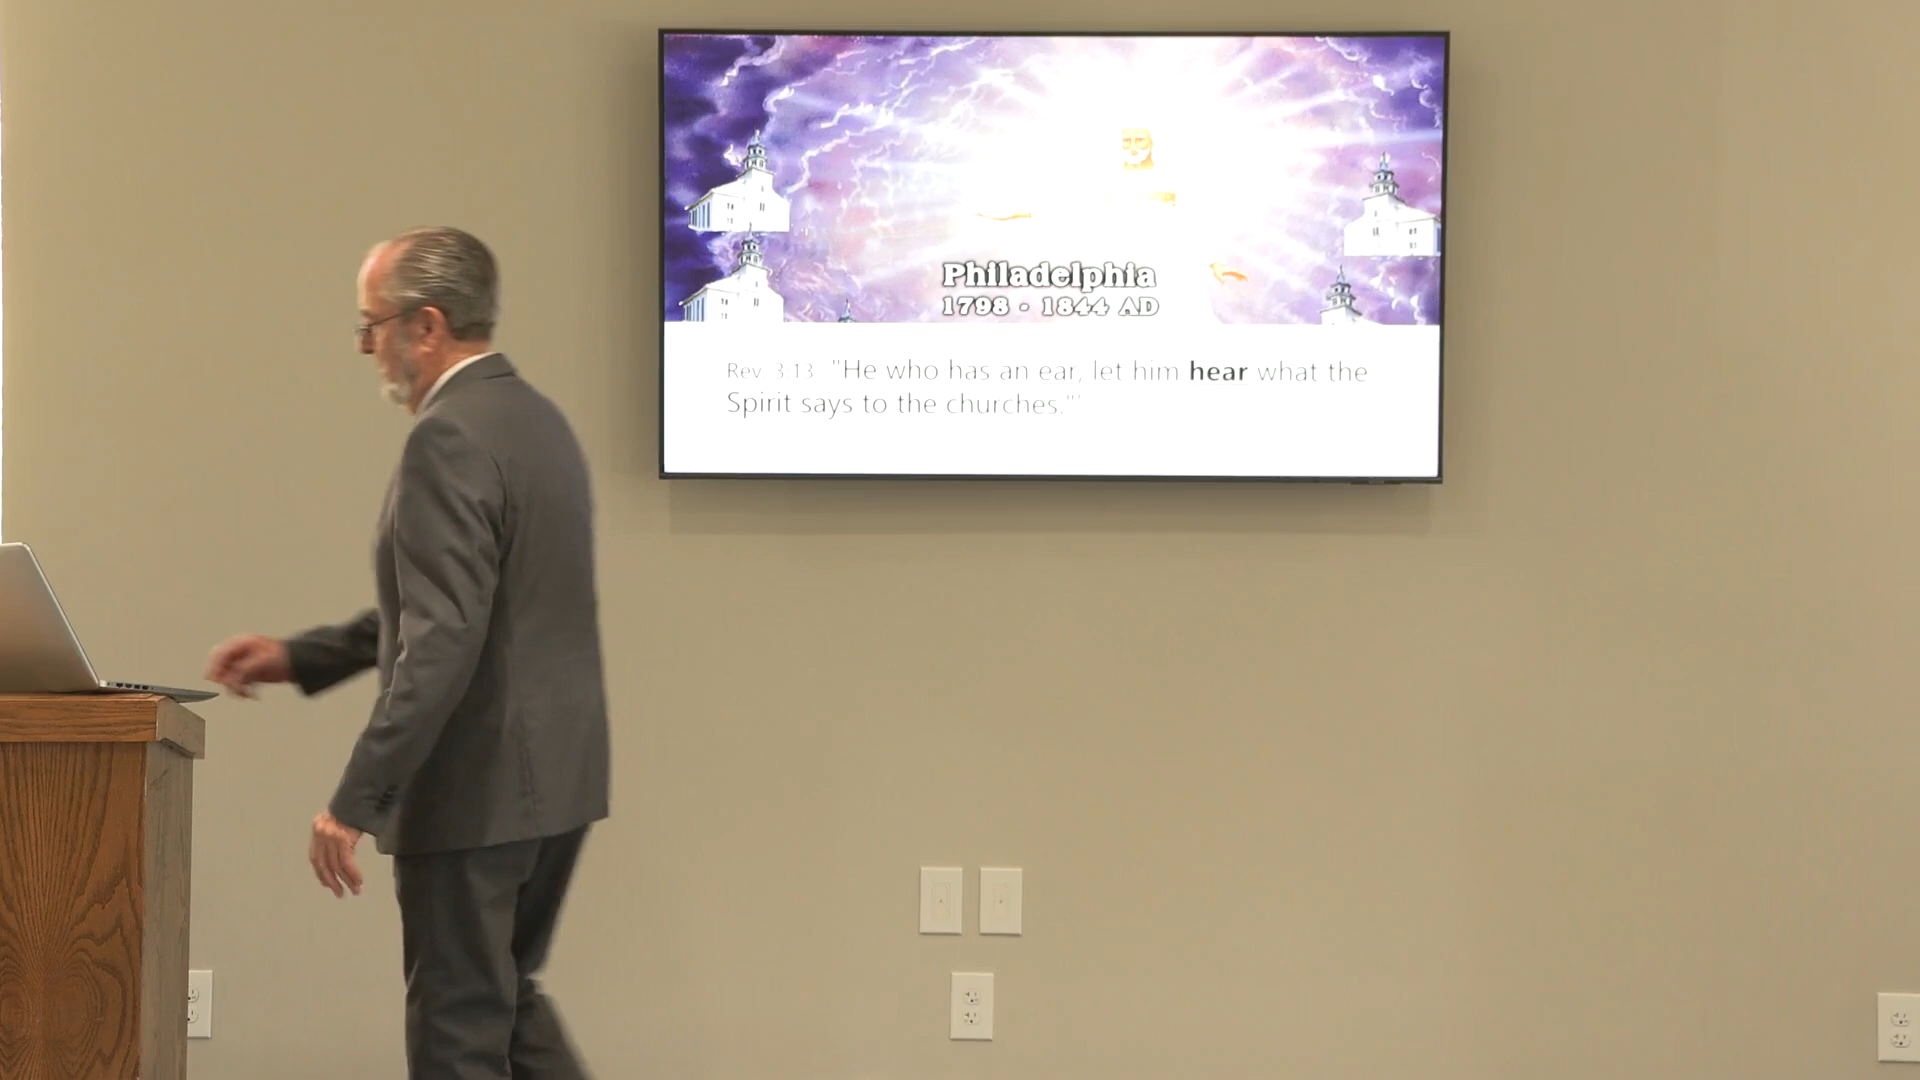 Philadelphia
1798 - 1844 AD
Rev 3:13 "He who has an ear, let him hear what the
Spirit says to the churches."'